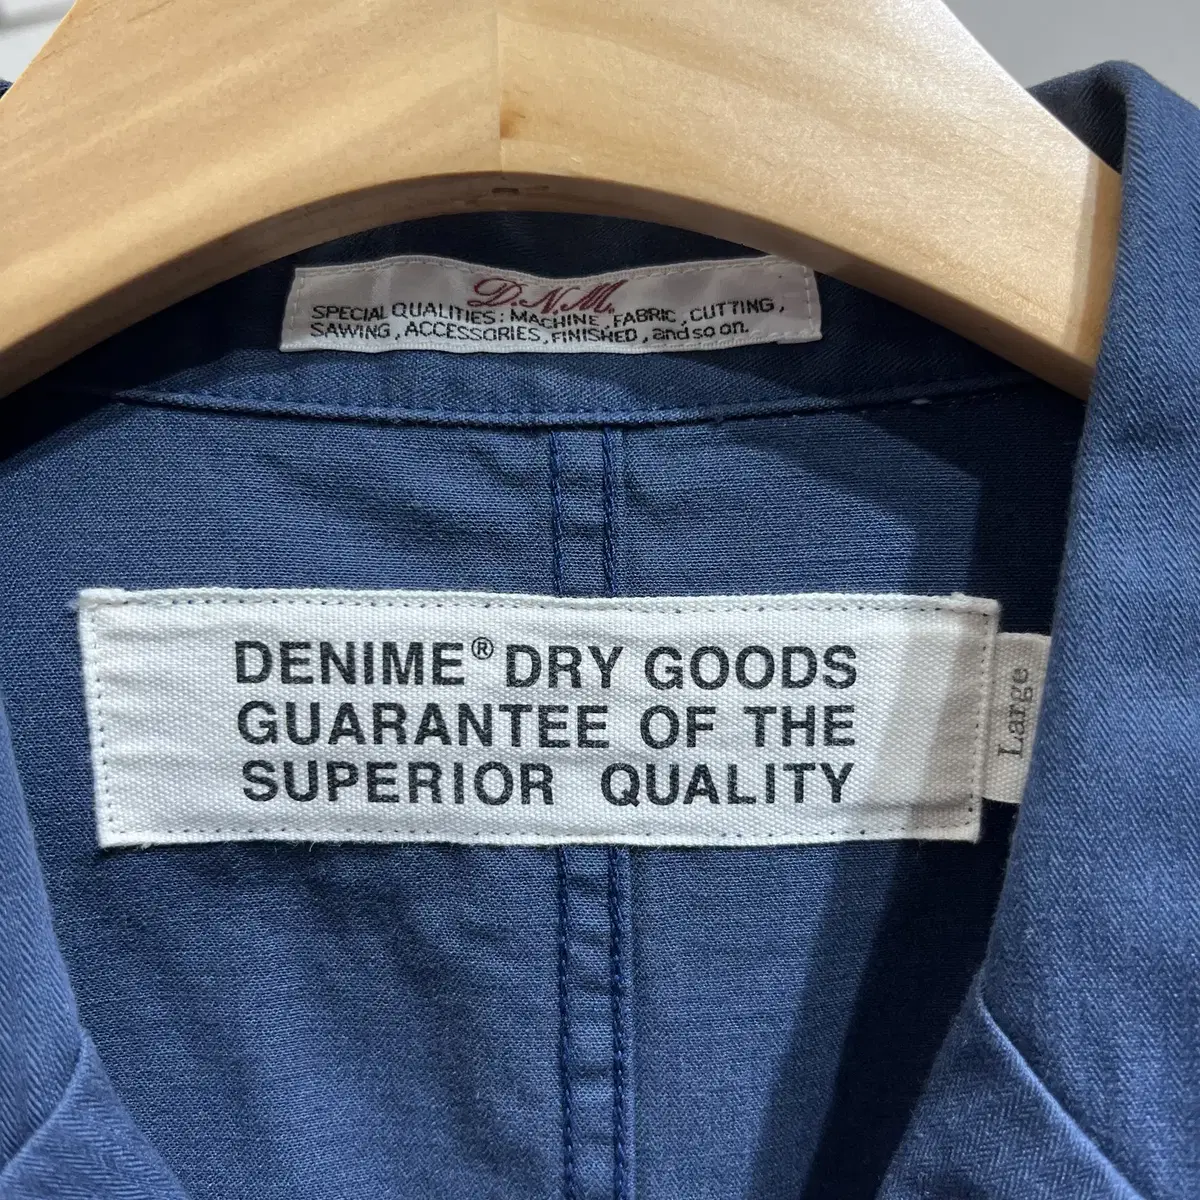 D.N.M.
SPECIAL QUALITIES: MACHINE, FABRIC, CUTTING,
SAWING, ACCESSORIES, FINISHED, and so on.
DENIME® DRY GOODS
GUARANTEE OF THE
SUPERIOR QUALITY
Large